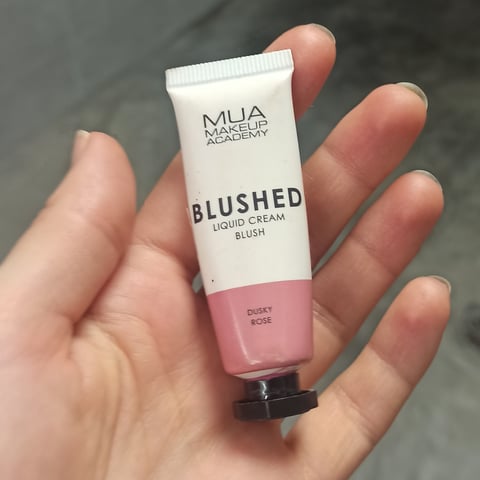 MUA
MAKEUP
ACADEMY
BLUSHED
LIQUID CREAM
BLUSH
DUSKY
ROSE